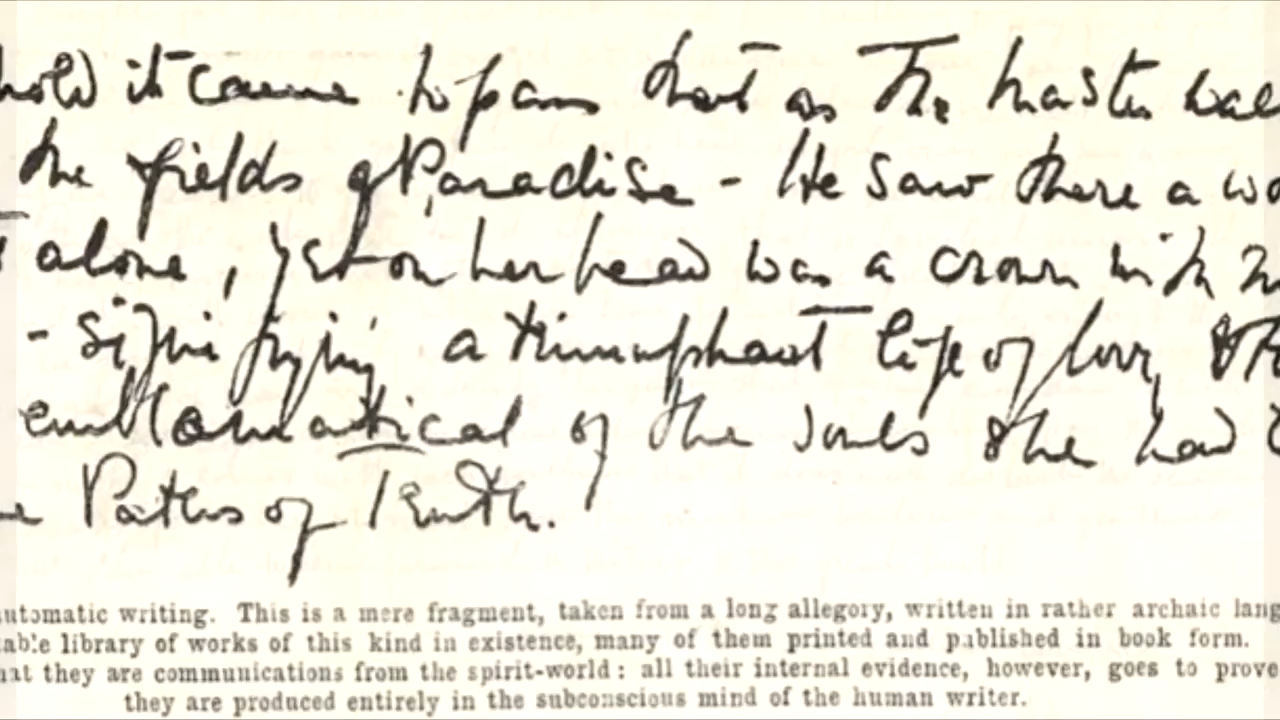 hold it came to pass that as The Master wal
the fields of Paradise - He saw there a wo
alone, yet on her head was a crown with
- signifying a triumphant life of love, & th
emblematical of the souls she had
Paths of Truth.
automatic writing. This is a mere fragment, taken from a long allegory, written in rather archaic lang
table library of works of this kind in existence, many of them printed and published in book form.
hat they are communications from the spirit-world: all their internal evidence, however, goes to prove
they are produced entirely in the subconscious mind of the human writer.